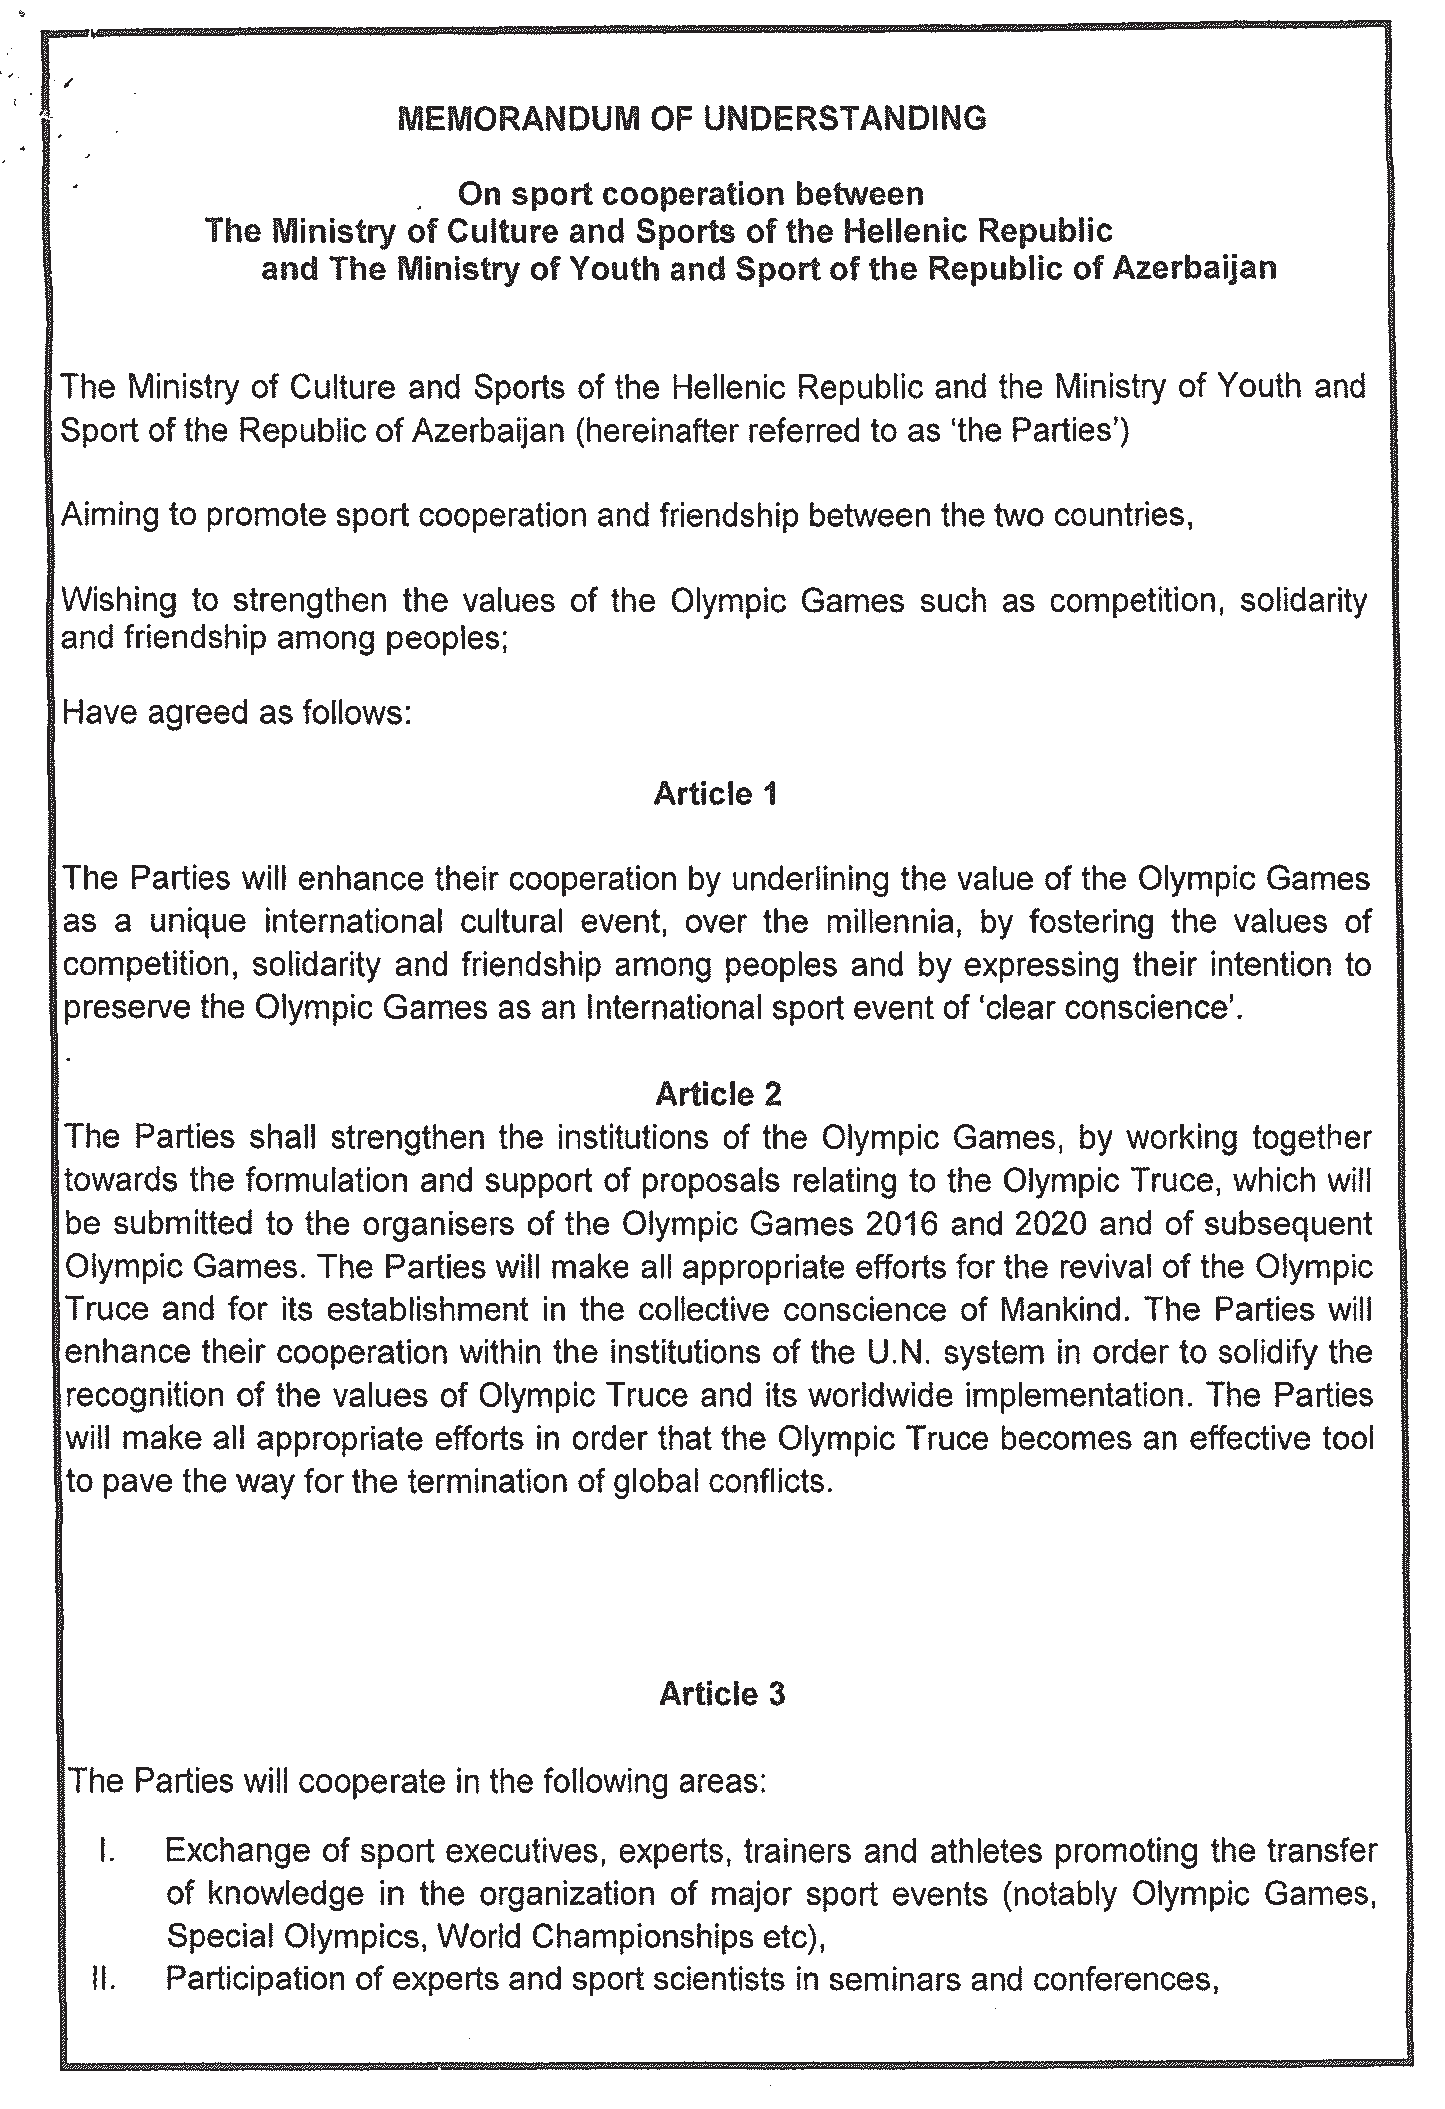 MEMORANDUM OF UNDERSTANDING
On sport cooperation between
The Ministry of Culture and Sports of the Hellenic Republic
and The Ministry of Youth and Sport of the Republic of Azerbaijan
The Ministry of Culture and Sports of the Hellenic Republic and the Ministry of Youth and
Sport of the Republic of Azerbaijan (hereinafter referred to as ‘the Parties’)
Aiming to promote sport cooperation and friendship between the two countries,
Wishing to strengthen the values of the Olympic Games such as competition, solidarity
and friendship among peoples;
Have agreed as follows:
Article 1
The Parties will enhance their cooperation by underlining the value of the Olympic Games
as a unique international cultural event, over the millennia, by fostering the values of
competition, solidarity and friendship among peoples and by expressing their intention to
preserve the Olympic Games as an International sport event of ‘clear conscience’.
Article 2
The Parties shall strengthen the institutions of the Olympic Games, by working together
towards the formulation and support of proposals relating to the Olympic Truce, which will
be submitted to the organisers of the Olympic Games 2016 and 2020 and of subsequent
Olympic Games. The Parties will make all appropriate efforts for the revival of the Olympic
Truce and for its establishment in the collective conscience of Mankind. The Parties will
enhance their cooperation within the institutions of the U.N. system in order to solidify the
recognition of the values of Olympic Truce and its worldwide implementation. The Parties
will make all appropriate efforts in order that the Olympic Truce becomes an effective tool
to pave the way for the termination of global conflicts.
Article 3
The Parties will cooperate in the following areas:
I. Exchange of sport executives, experts, trainers and athletes promoting the transfer
of knowledge in the organization of major sport events (notably Olympic Games,
Special Olympics, World Championships etc),
II. Participation of experts and sport scientists in seminars and conferences,